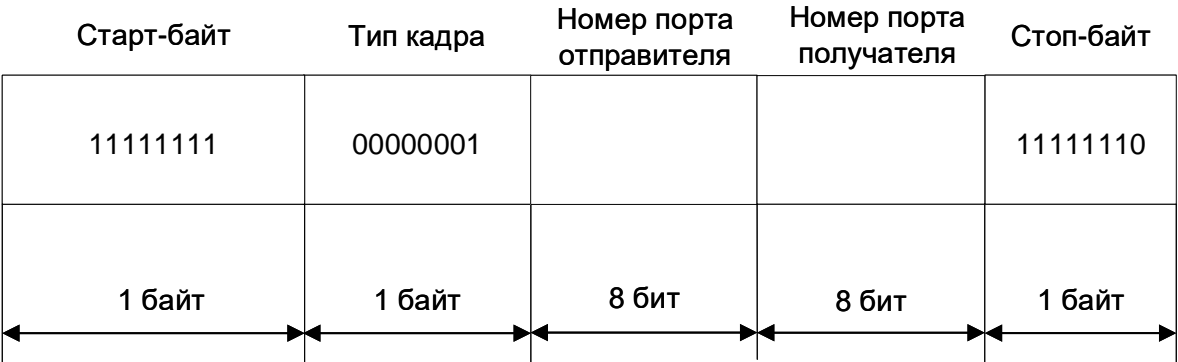 Старт-байт
Тип кадра
Номер порта
отправителя
Номер порта
получателя
Стоп-байт
11111111
00000001
11111110
1 байт
1 байт
8 бит
8 бит
1 байт